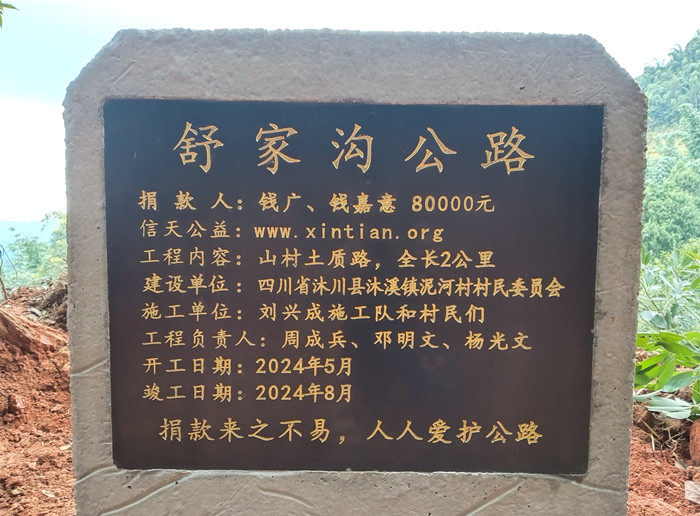 舒家沟公路
捐款人：钱广、钱嘉意 80000元
信天公益：www.xintian.org
工程内容：山村土质路，全长2公里
建设单位：四川省沐川县沐溪镇泥河村村民委员会
施工单位：刘兴成施工队和村民们
工程负责人：周成兵、邓明文、杨光文
开工日期：2024年5月
竣工日期：2024年8月
捐款来之不易，人人爱护公路